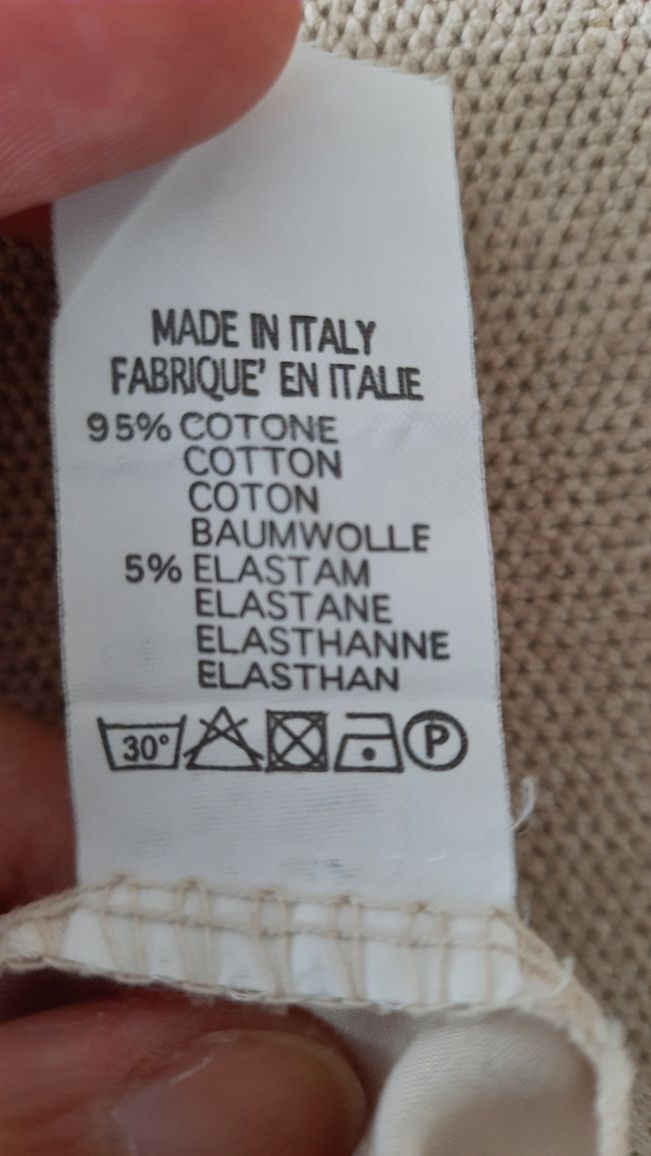 MADE IN ITALY
FABRIQUE' EN ITALIE
95% COTONE
COTTON
COTON
BAUMWOLLE
5% ELASTAM
ELASTANE
ELASTHANNE
ELASTHAN
30° P